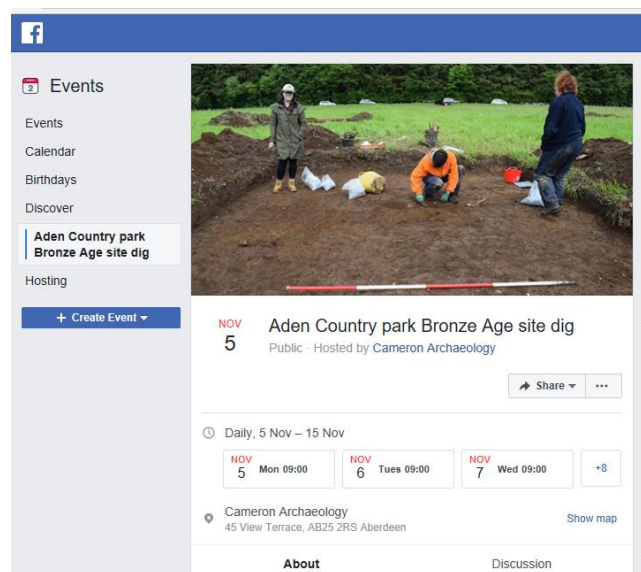 f
2
Events
Events
Calendar
Birthdays
Discover
Aden Country park
Bronze Age site dig
Hosting
+ Create Event
NOV
5
Aden Country park Bronze Age site dig
Public · Hosted by Cameron Archaeology
Share
...
Daily, 5 Nov – 15 Nov
NOV
5 Mon 09:00
NOV
6 Tues 09:00
NOV
7 Wed 09:00
+8
Cameron Archaeology
45 View Terrace, AB25 2RS Aberdeen
Show map
About
Discussion